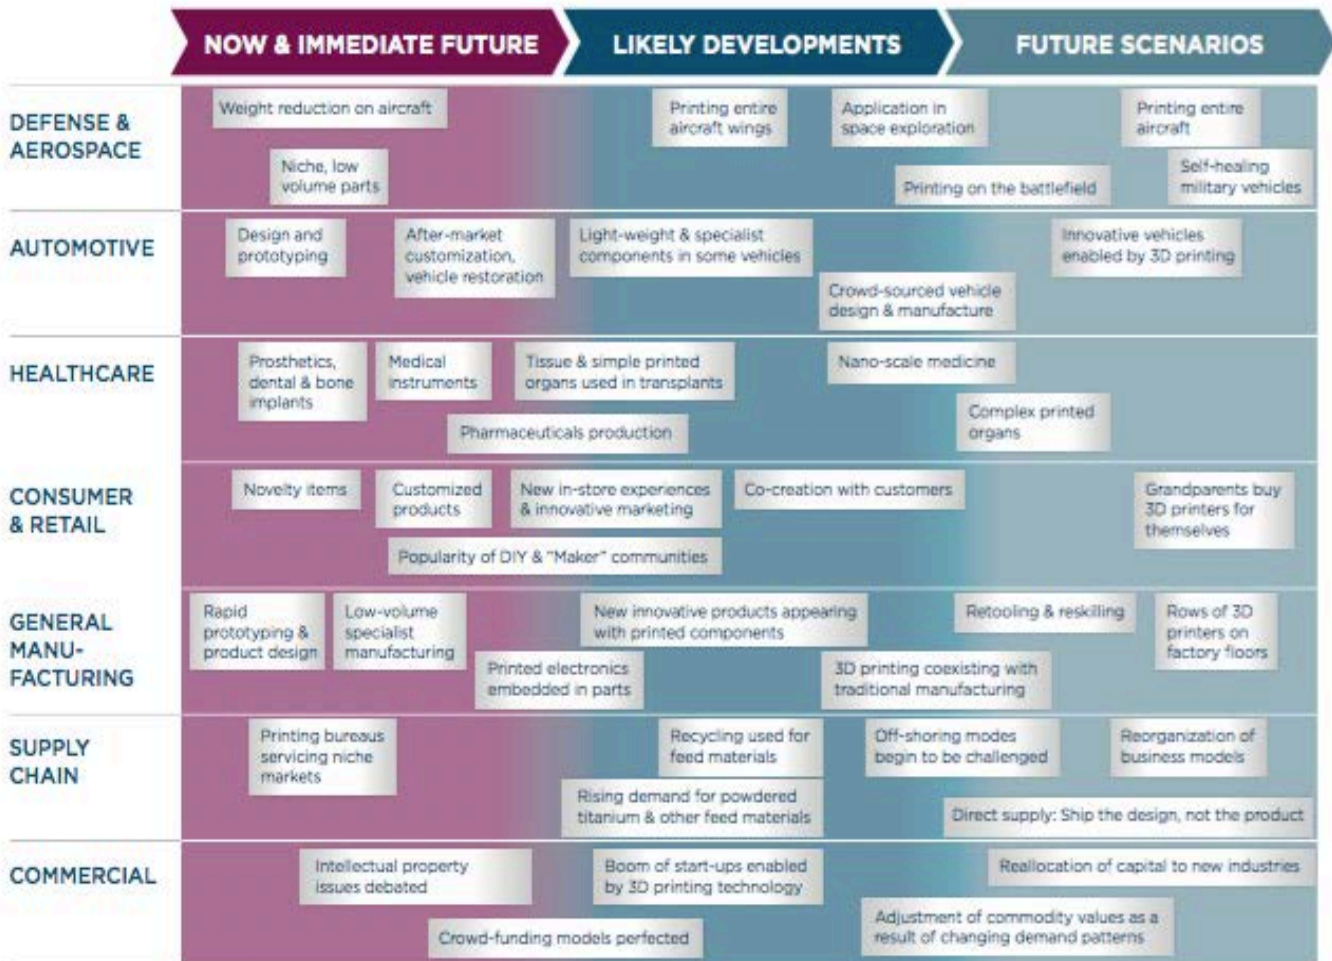 NOW & IMMEDIATE FUTURE
LIKELY DEVELOPMENTS
FUTURE SCENARIOS
DEFENSE &
AEROSPACE
Weight reduction on aircraft
Niche, low
volume parts
Printing entire
aircraft wings
Application in
space exploration
Printing on the battlefield
Printing entire
aircraft
Self-healing
military vehicles
AUTOMOTIVE
Design and
prototyping
After-market
customization,
vehicle restoration
Light-weight & specialist
components in some vehicles
Crowd-sourced vehicle
design & manufacture
Innovative vehicles
enabled by 3D printing
HEALTHCARE
Prosthetics,
dental & bone
implants
Medical
instruments
Tissue & simple printed
organs used in transplants
Pharmaceuticals production
Nano-scale medicine
Complex printed
organs
CONSUMER
& RETAIL
Novelty items
Customized
products
New in-store experiences
& innovative marketing
Popularity of DIY & "Maker" communities
Co-creation with customers
Grandparents buy
3D printers for
themselves
GENERAL
MANU-
FACTURING
Rapid
prototyping &
product design
Low-volume
specialist
manufacturing
Printed electronics
embedded in parts
New innovative products appearing
with printed components
3D printing coexisting with
traditional manufacturing
Retooling & reskilling
Rows of 3D
printers on
factory floors
SUPPLY
CHAIN
Printing bureaus
servicing niche
markets
Recycling used for
feed materials
Rising demand for powdered
titanium & other feed materials
Off-shoring modes
begin to be challenged
Reorganization of
business models
Direct supply: Ship the design, not the product
COMMERCIAL
Intellectual property
issues debated
Crowd-funding models perfected
Boom of start-ups enabled
by 3D printing technology
Reallocation of capital to new industries
Adjustment of commodity values as a
result of changing demand patterns